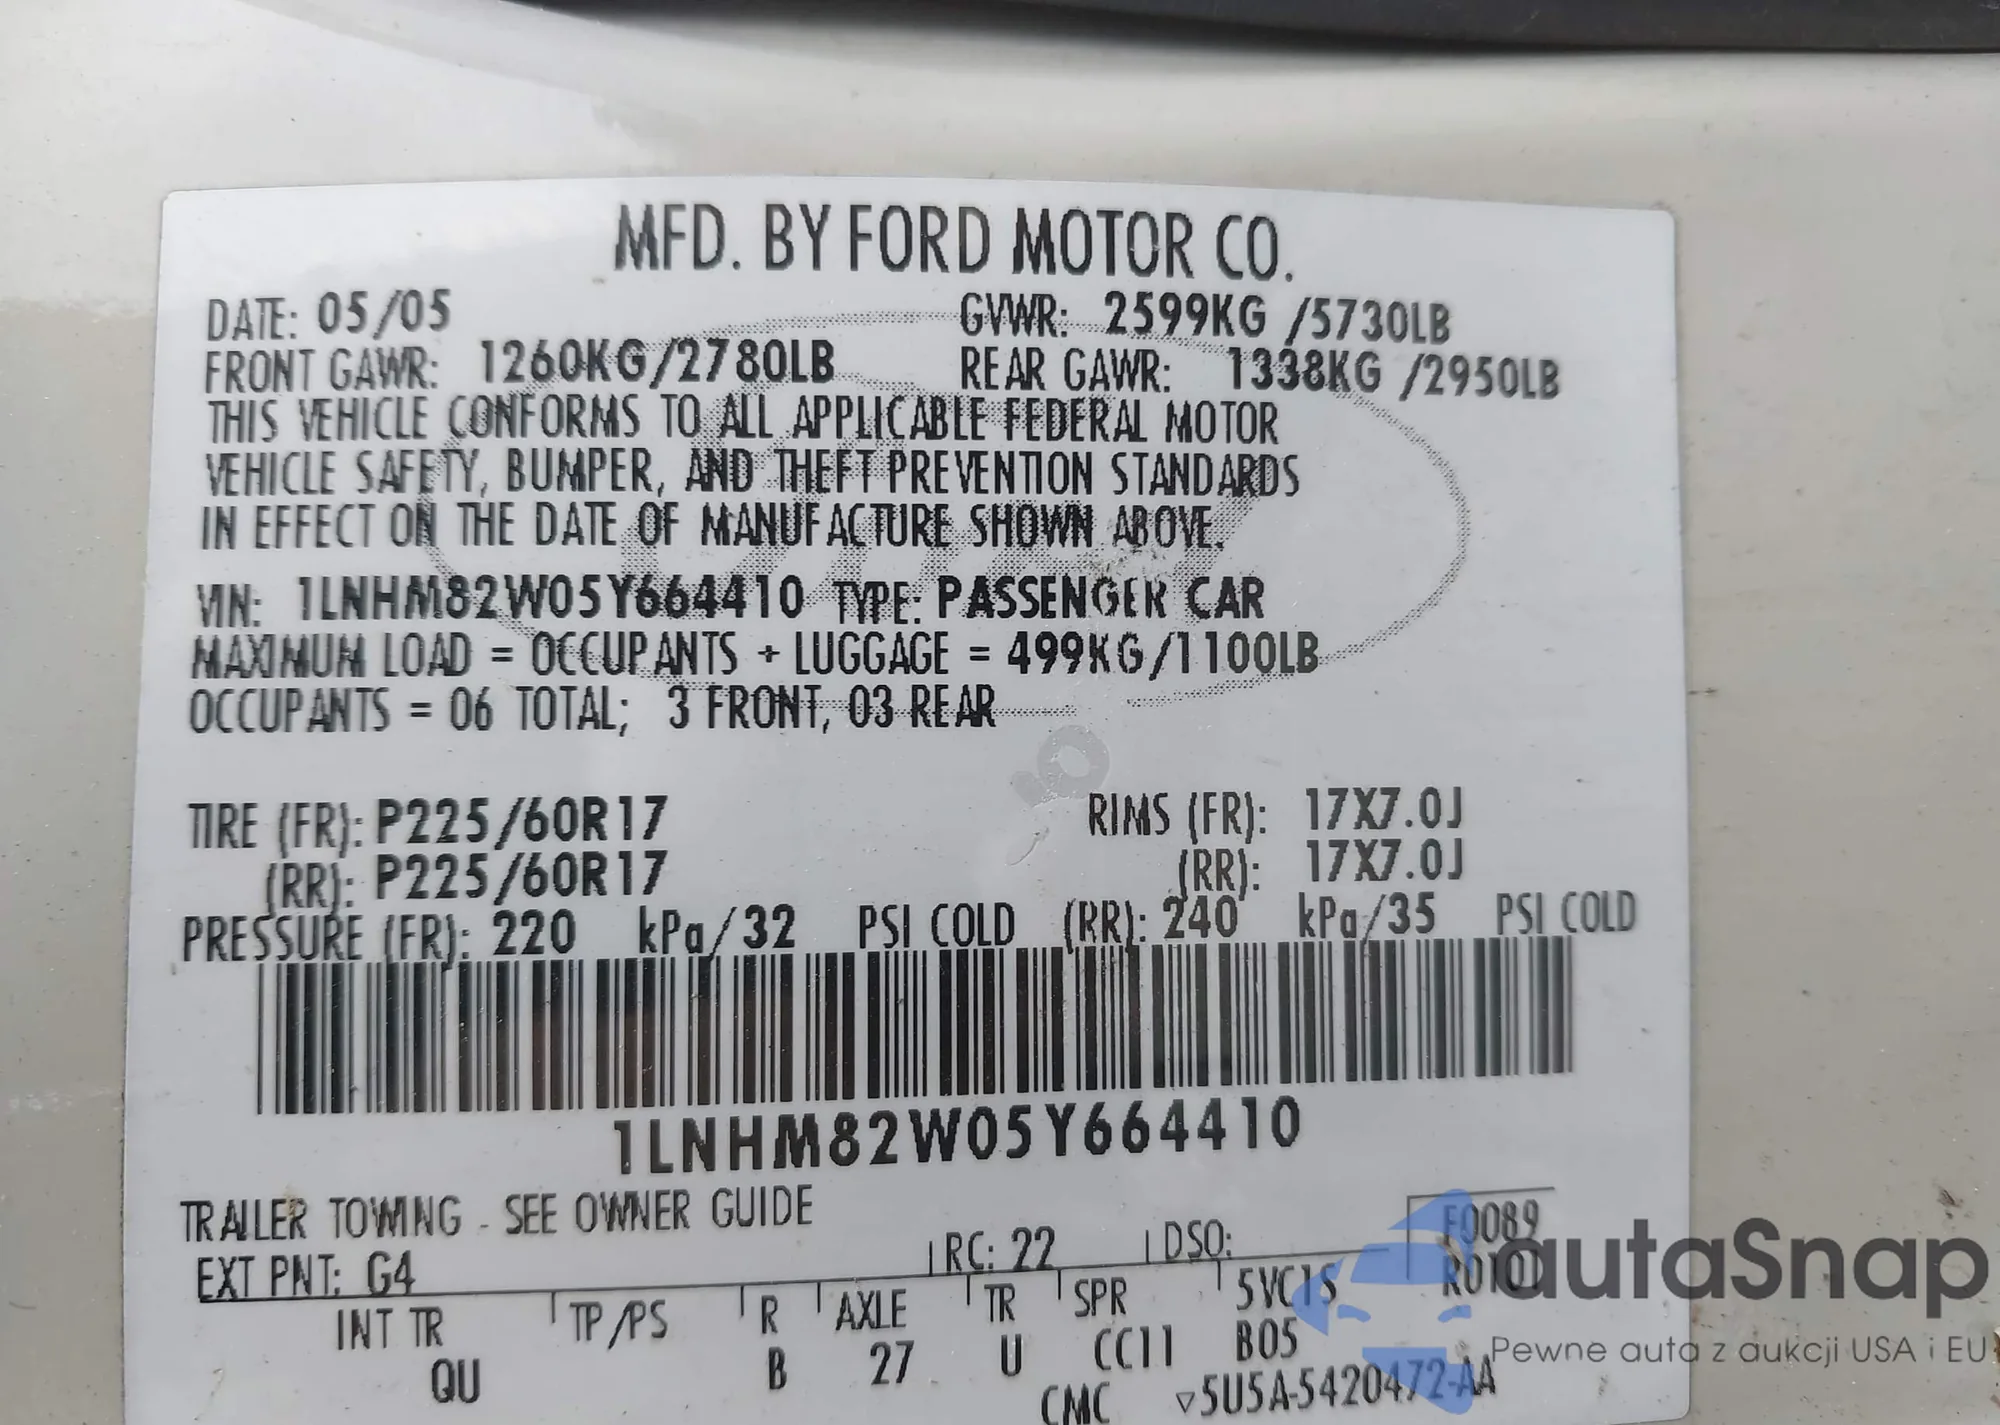 MFD. BY FORD MOTOR CO.
DATE: 05/05 GVWR: 2599KG /5730LB
FRONT GAWR: 1260KG/2780LB REAR GAWR: 1338KG /2950LB
THIS VEHICLE CONFORMS TO ALL APPLICABLE FEDERAL MOTOR
VEHICLE SAFETY, BUMPER, AND THEFT PREVENTION STANDARDS
IN EFFECT ON THE DATE OF MANUFACTURE SHOWN ABOVE.
VIN: 1LNHM82W05Y664410 TYPE: PASSENGER CAR
MAXIMUM LOAD = OCCUPANTS + LUGGAGE = 499KG/1100LB
OCCUPANTS = 06 TOTAL; 3 FRONT, 03 REAR
TIRE (FR): P225/60R17 RIMS (FR): 17X7.0J
(RR): P225/60R17 (RR): 17X7.0J
PRESSURE (FR): 220 kPa/32 PSI COLD (RR): 240 kPa/35 PSI COLD
1LNHM82W05Y664410
TRAILER TOWING - SEE OWNER GUIDE
EXT PNT: G4 RC: 22 DSO: F0089
R0101
INT TR TP/PS R AXLE TR SPR 5VC1S
QU B 27 U CC11 B05
CMC ▿5U5A-5420472-AA
autaSnap
Pewne auta z aukcji USA i EU